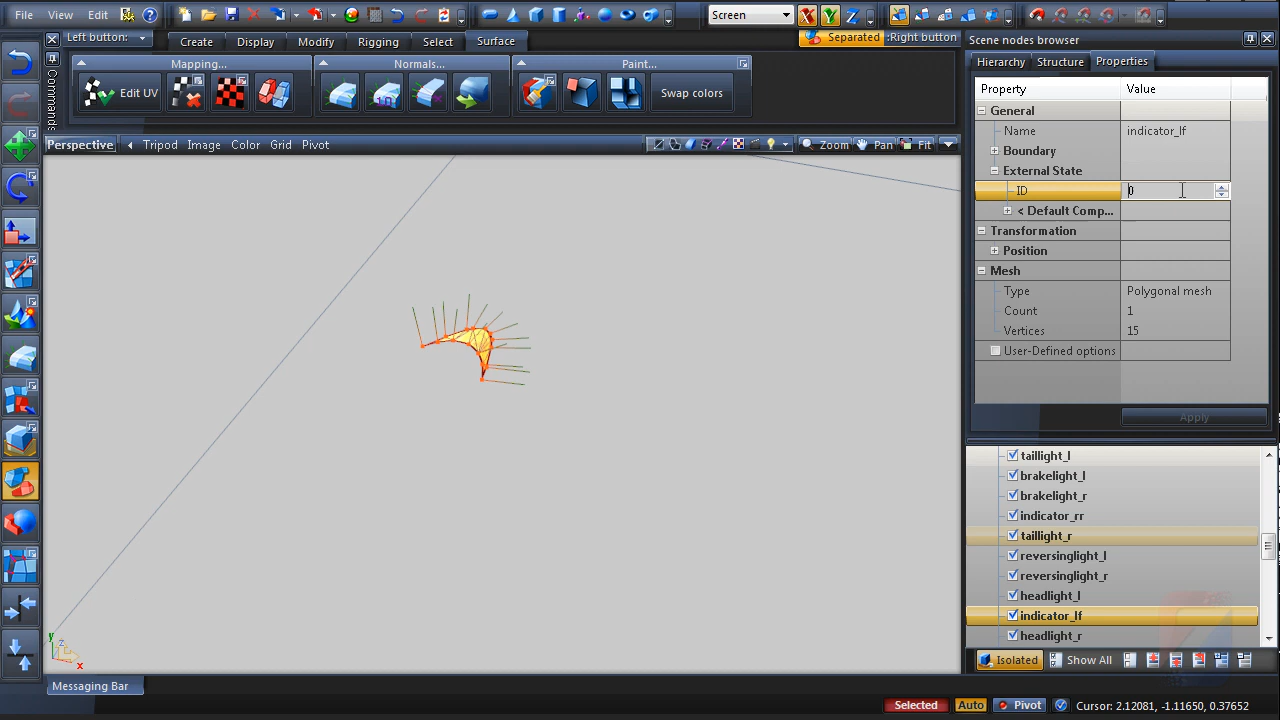 File View Edit Screen
Left button: Create Display Modify Rigging Select Surface Separated :Right button
Commands
Mapping... Normals... Paint...
Edit UV Swap colors
Perspective Tripod Image Color Grid Pivot Zoom Pan Fit
Scene nodes browser
Hierarchy Structure Properties
Property Value
General
Name indicator_lf
Boundary
External State
ID 0
< Default Comp...
Transformation
Position
Mesh
Type Polygonal mesh
Count 1
Vertices 15
User-Defined options
Apply
taillight_l
brakelight_l
brakelight_r
indicator_rr
taillight_r
reversinglight_l
reversinglight_r
headlight_l
indicator_lf
headlight_r
Isolated Show All
y z x
Messaging Bar
Selected Auto Pivot Cursor: 2.12081, -1.11650, 0.37652